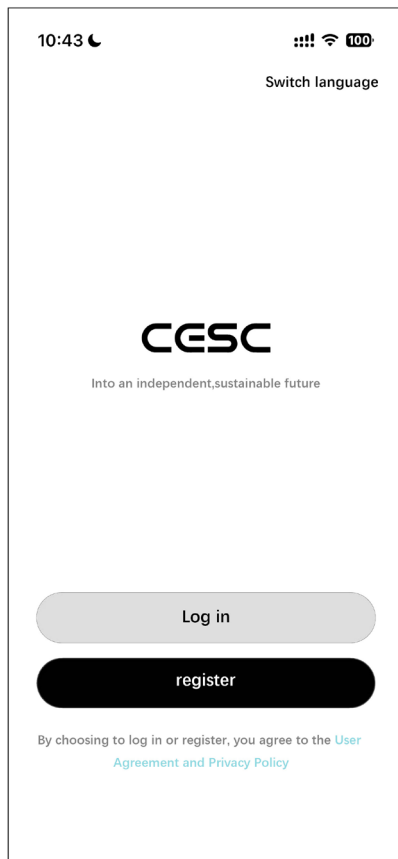 10:43
100
Switch language
CESC
Into an independent,sustainable future
Log in
register
By choosing to log in or register, you agree to the User
Agreement and Privacy Policy